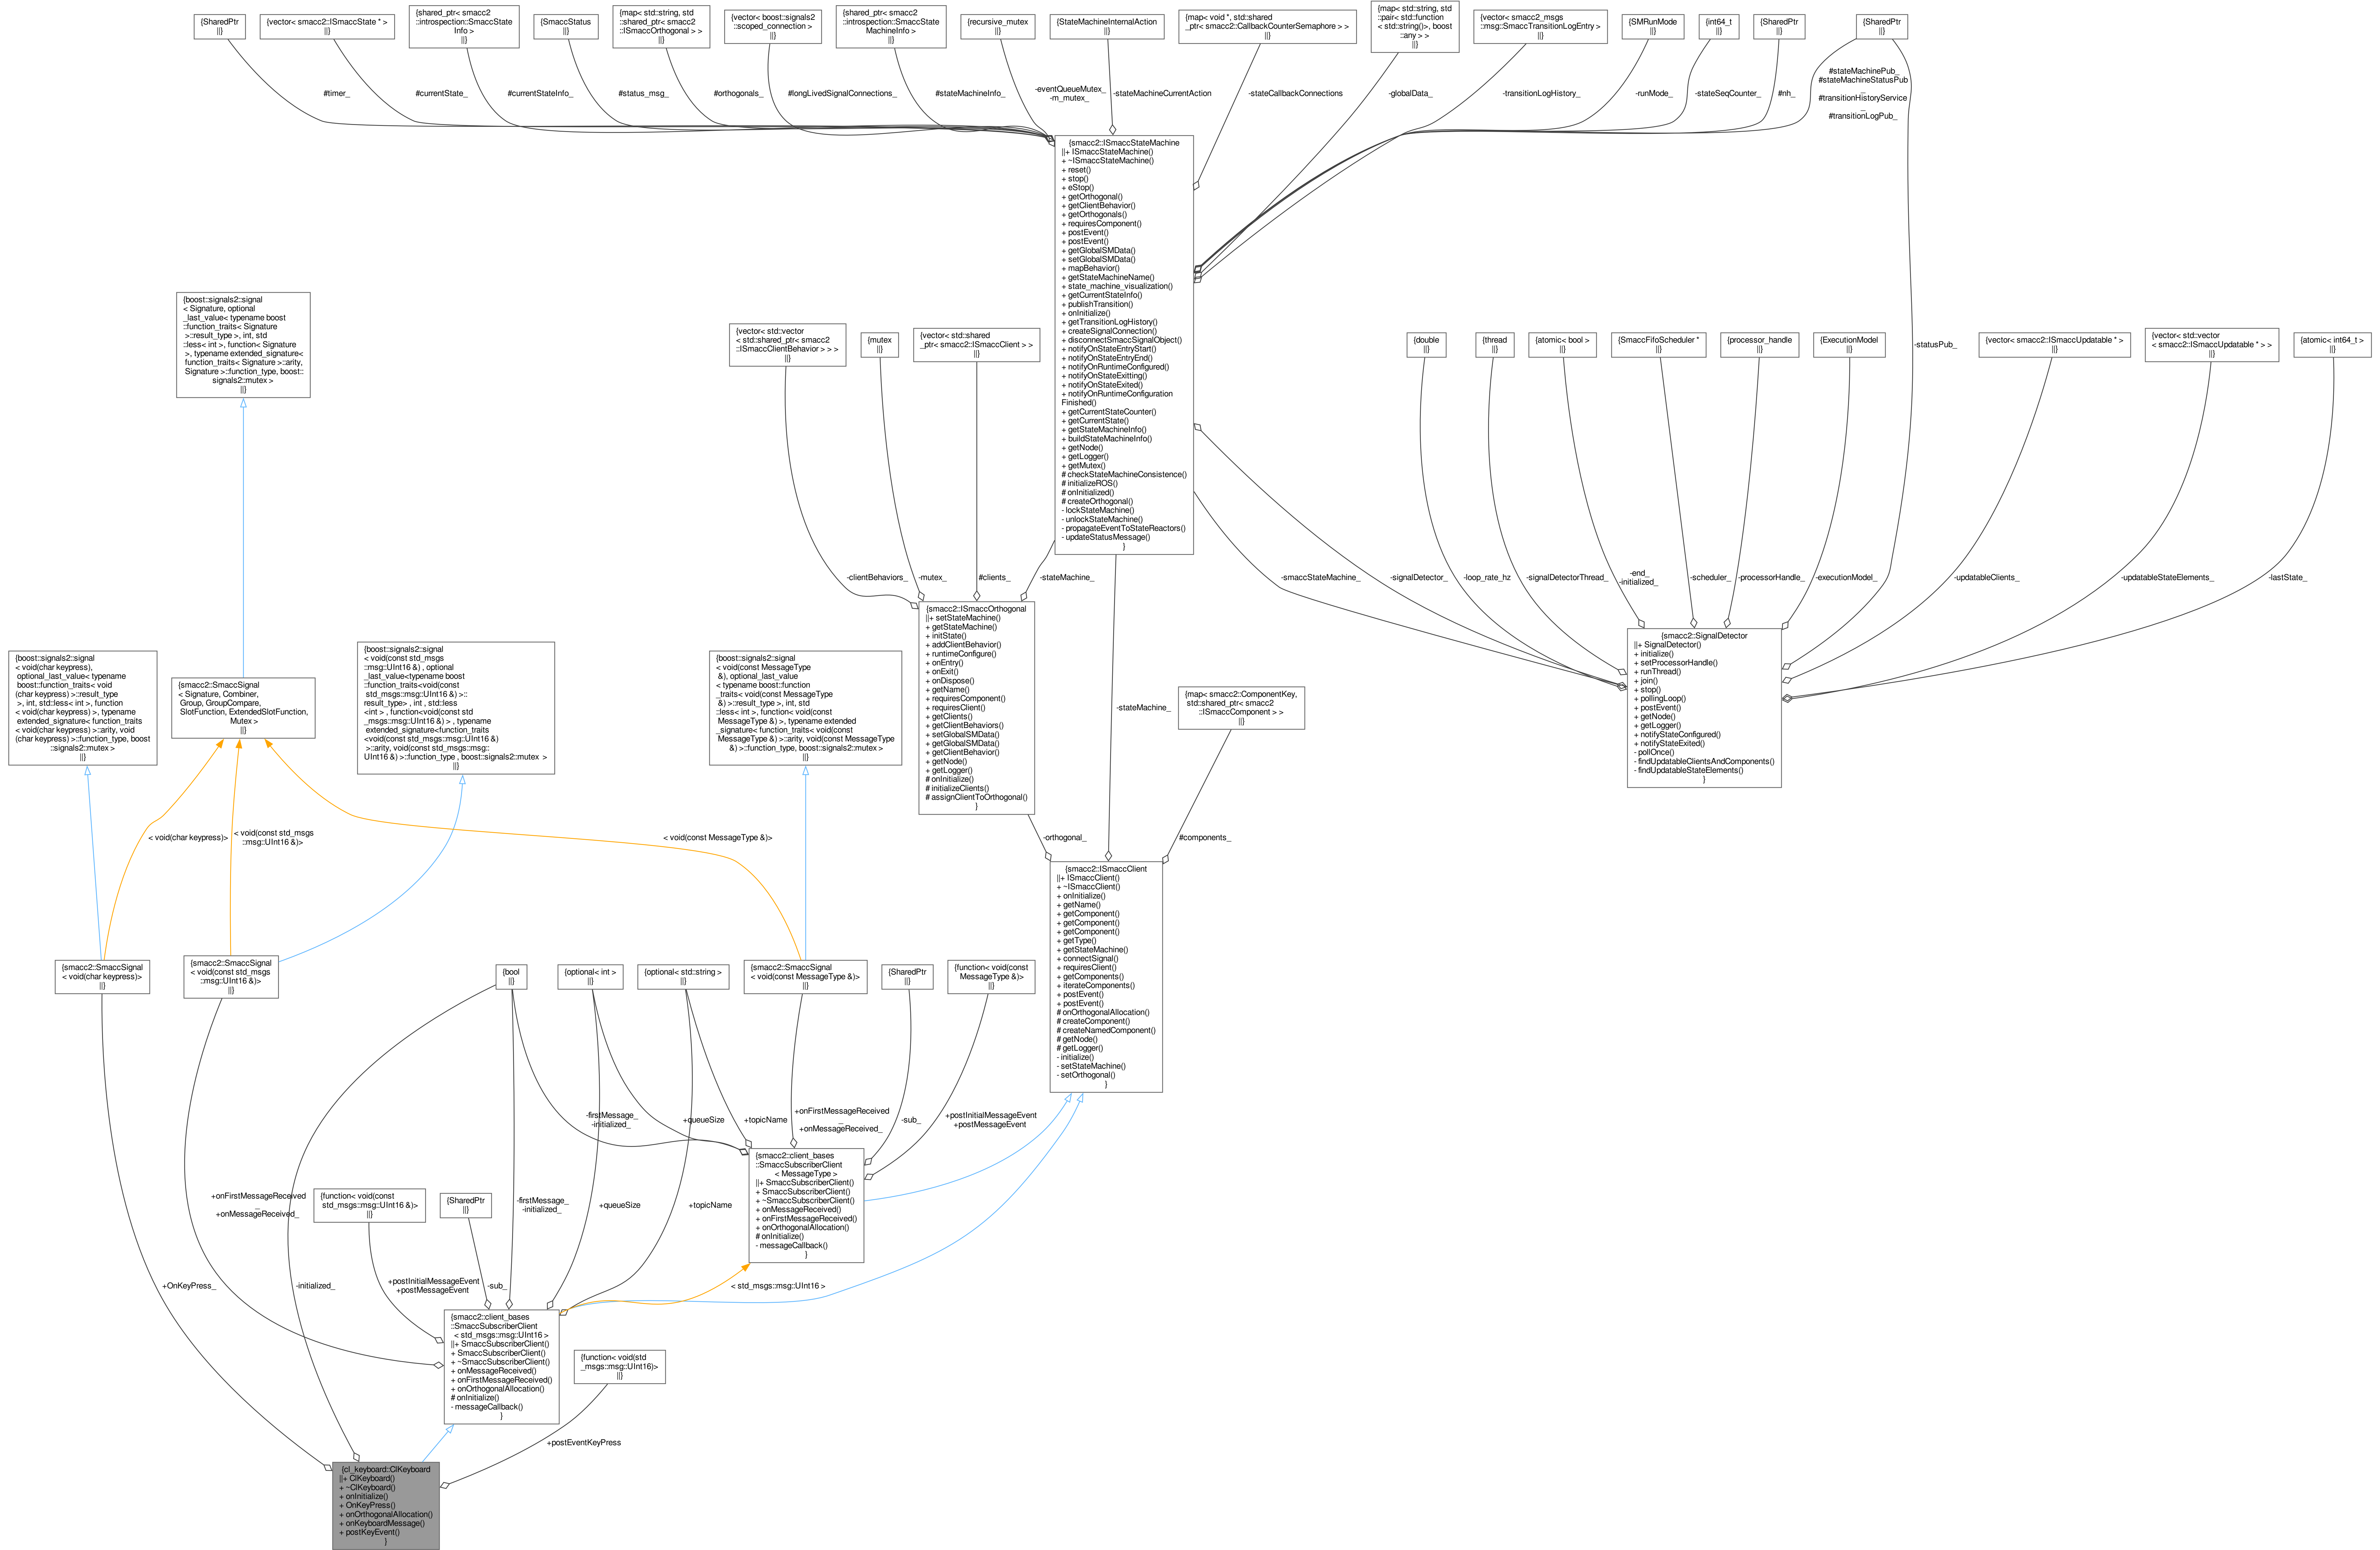 {SharedPtr
||}
{vector< smacc2::ISmaccState * >
||}
{shared_ptr< smacc2
::introspection::SmaccState
Info >
||}
{SmaccStatus
||}
{map< std::string, std
::shared_ptr< smacc2
::ISmaccOrthogonal > >
||}
{vector< boost::signals2
::scoped_connection >
||}
{shared_ptr< smacc2
::introspection::SmaccState
MachineInfo >
||}
{recursive_mutex
||}
{StateMachineInternalAction
||}
{map< void *, std::shared
_ptr< smacc2::CallbackCounterSemaphore > >
||}
{map< std::string, std
::pair< std::function
< std::string()>, boost
::any > >
||}
{vector< smacc2_msgs
::msg::SmaccTransitionLogEntry >
||}
{SMRunMode
||}
{int64_t
||}
{SharedPtr
||}
{SharedPtr
||}
#timer_
#currentState_
#currentStateInfo_
#status_msg_
#orthogonals_
#longLivedSignalConnections_
#stateMachineInfo_
-eventQueueMutex_
-m_mutex_
-stateMachineCurrentAction
-stateCallbackConnections
-globalData_
-transitionLogHistory_
-runMode_
-stateSeqCounter_
#nh_
#stateMachinePub_
#stateMachineStatusPub
_
#transitionHistoryService
_
#transitionLogPub_
{smacc2::ISmaccStateMachine
||+ ISmaccStateMachine()
+ ~ISmaccStateMachine()
+ reset()
+ stop()
+ eStop()
+ getOrthogonal()
+ getClientBehavior()
+ getOrthogonals()
+ requiresComponent()
+ postEvent()
+ postEvent()
+ getGlobalSMData()
+ setGlobalSMData()
+ mapBehavior()
+ getStateMachineName()
+ state_machine_visualization()
+ getCurrentStateInfo()
+ publishTransition()
+ onInitialize()
+ getTransitionLogHistory()
+ createSignalConnection()
+ disconnectSmaccSignalObject()
+ notifyOnStateEntryStart()
+ notifyOnStateEntryEnd()
+ notifyOnRuntimeConfigured()
+ notifyOnStateExitting()
+ notifyOnStateExited()
+ notifyOnRuntimeConfiguration
Finished()
+ getCurrentStateCounter()
+ getCurrentState()
+ getStateMachineInfo()
+ buildStateMachineInfo()
+ getNode()
+ getLogger()
+ getMutex()
# checkStateMachineConsistence()
# initializeROS()
# onInitialized()
# createOrthogonal()
- lockStateMachine()
- unlockStateMachine()
- propagateEventToStateReactors()
- updateStatusMessage()
}
{boost::signals2::signal
< Signature, optional
_last_value< typename boost
::function_traits< Signature
>::result_type >, int, std
::less< int >, function< Signature
>, typename extended_signature<
function_traits< Signature >::arity,
Signature >::function_type, boost::
signals2::mutex >
||}
{vector< std::vector
< std::shared_ptr< smacc2
::ISmaccClientBehavior > > >
||}
{mutex
||}
{vector< std::shared
_ptr< smacc2::ISmaccClient > >
||}
{double
||}
{thread
||}
{atomic< bool >
||}
{SmaccFifoScheduler *
||}
{processor_handle
||}
{ExecutionModel
||}
-statusPub_
{vector< smacc2::ISmaccUpdatable * >
||}
{vector< std::vector
< smacc2::ISmaccUpdatable * > >
||}
{atomic< int64_t >
||}
-clientBehaviors_
-mutex_
#clients_
-stateMachine_
-smaccStateMachine_
-signalDetector_
-loop_rate_hz
-signalDetectorThread_
-end_
-initialized_
-scheduler_
-processorHandle_
-executionModel_
-updatableClients_
-updatableStateElements_
-lastState_
{smacc2::ISmaccOrthogonal
||+ setStateMachine()
+ getStateMachine()
+ initState()
+ addClientBehavior()
+ runtimeConfigure()
+ onEntry()
+ onExit()
+ onDispose()
+ getName()
+ requiresComponent()
+ requiresClient()
+ getClients()
+ getClientBehaviors()
+ setGlobalSMData()
+ getGlobalSMData()
+ getClientBehavior()
+ getNode()
+ getLogger()
# onInitialize()
# initializeClients()
# assignClientToOrthogonal()
}
{smacc2::SignalDetector
||+ SignalDetector()
+ initialize()
+ setProcessorHandle()
+ runThread()
+ join()
+ stop()
+ pollingLoop()
+ postEvent()
+ getNode()
+ getLogger()
+ notifyStateConfigured()
+ notifyStateExited()
- pollOnce()
- findUpdatableClientsAndComponents()
- findUpdatableStateElements()
}
{boost::signals2::signal
< void(char keypress),
optional_last_value< typename
boost::function_traits< void
(char keypress) >::result_type
>, int, std::less< int >, function
< void(char keypress) >, typename
extended_signature< function_traits
< void(char keypress) >::arity, void
(char keypress) >::function_type, boost
::signals2::mutex >
||}
{smacc2::SmaccSignal
< Signature, Combiner,
Group, GroupCompare,
SlotFunction, ExtendedSlotFunction,
Mutex >
||}
{boost::signals2::signal
< void(const std_msgs
::msg::UInt16 &) , optional
_last_value<typename boost
::function_traits<void(const
std_msgs::msg::UInt16 &) >::
result_type> , int , std::less
<int > , function<void(const std
_msgs::msg::UInt16 &) > , typename
extended_signature<function_traits
<void(const std_msgs::msg::UInt16 &)
>::arity, void(const std_msgs::msg::
UInt16 &) >::function_type , boost::signals2::mutex >
||}
{boost::signals2::signal
< void(const MessageType
&), optional_last_value
< typename boost::function
_traits< void(const MessageType
&) >::result_type >, int, std
::less< int >, function< void(const
MessageType &) >, typename extended
_signature< function_traits< void(const
MessageType &) >::arity, void(const MessageType
&) >::function_type, boost::signals2::mutex >
||}
-stateMachine_
{map< smacc2::ComponentKey,
std::shared_ptr< smacc2
::ISmaccComponent > >
||}
< void(char keypress)>
< void(const std_msgs
::msg::UInt16 &)>
< void(const MessageType &)>
-orthogonal_
#components_
{smacc2::ISmaccClient
||+ ISmaccClient()
+ ~ISmaccClient()
+ onInitialize()
+ getName()
+ getComponent()
+ getComponent()
+ getComponent()
+ getType()
+ getStateMachine()
+ connectSignal()
+ requiresClient()
+ getComponents()
+ iterateComponents()
+ postEvent()
+ postEvent()
# onOrthogonalAllocation()
# createComponent()
# createNamedComponent()
# getNode()
# getLogger()
- initialize()
- setStateMachine()
- setOrthogonal()
}
{smacc2::SmaccSignal
< void(char keypress)>
||}
{smacc2::SmaccSignal
< void(const std_msgs
::msg::UInt16 &)>
||}
{bool
||}
{optional< int >
||}
{optional< std::string >
||}
{smacc2::SmaccSignal
< void(const MessageType &)>
||}
{SharedPtr
||}
{function< void(const
MessageType &)>
||}
-firstMessage_
-initialized_
+queueSize
+topicName
+onFirstMessageReceived
_
+onMessageReceived_
-sub_
+postInitialMessageEvent
+postMessageEvent
{smacc2::client_bases
::SmaccSubscriberClient
< MessageType >
||+ SmaccSubscriberClient()
+ SmaccSubscriberClient()
+ ~SmaccSubscriberClient()
+ onMessageReceived()
+ onFirstMessageReceived()
+ onOrthogonalAllocation()
# onInitialize()
- messageCallback()
}
+onFirstMessageReceived
_
+onMessageReceived_
{function< void(const
std_msgs::msg::UInt16 &)>
||}
{SharedPtr
||}
-firstMessage_
-initialized_
+queueSize
+topicName
+OnKeyPress_
-initialized_
+postInitialMessageEvent
+postMessageEvent
-sub_
< std_msgs::msg::UInt16 >
{smacc2::client_bases
::SmaccSubscriberClient
< std_msgs::msg::UInt16 >
||+ SmaccSubscriberClient()
+ SmaccSubscriberClient()
+ ~SmaccSubscriberClient()
+ onMessageReceived()
+ onFirstMessageReceived()
+ onOrthogonalAllocation()
# onInitialize()
- messageCallback()
}
{function< void(std
_msgs::msg::UInt16)>
||}
+postEventKeyPress
{cl_keyboard::ClKeyboard
||+ ClKeyboard()
+ ~ClKeyboard()
+ onInitialize()
+ OnKeyPress()
+ onOrthogonalAllocation()
+ onKeyboardMessage()
+ postKeyEvent()
}